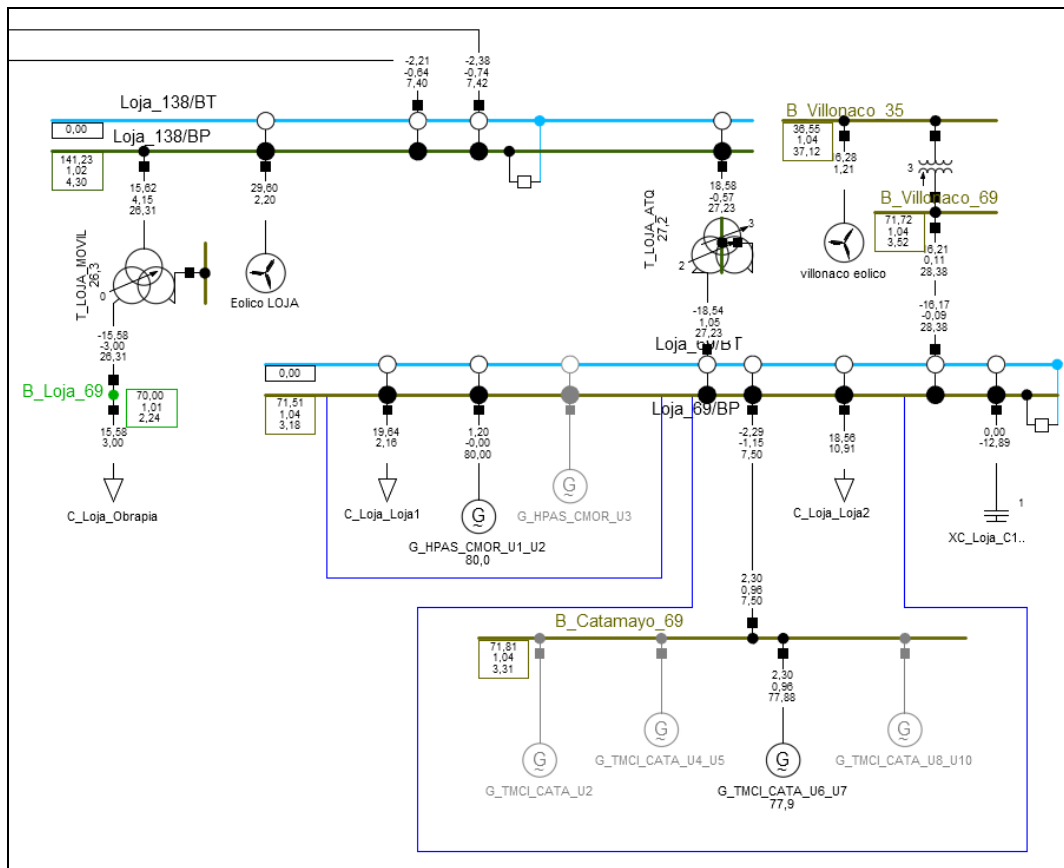 -2,21
-0,64
7,40
-2,38
-0,74
7,42
Loja_138/BT
0,00
Loja_138/BP
141,23
1,02
4,30
15,62
4,15
26,31
29,60
2,20
18,58
-0,57
27,23
B_Villonaco_35
36,55
1,04
37,12
6,28
1,21
3
B_Villonaco_69
71,72
1,04
3,52
6,21
0,11
28,38
T_LOJA_MOVIL
26,3
0
Eolico LOJA
T_LOJA_ATQ
27,2
3
2
villonaco eolico
-15,58
-3,00
26,31
-18,54
1,05
27,23
-16,17
-0,09
28,38
B_Loja_69
70,00
1,01
2,24
15,58
3,00
C_Loja_Obrapia
Loja_69/BT
0,00
71,51
1,04
3,18
Loja_69/BP
19,64
2,16
C_Loja_Loja1
1,20
-0,00
80,00
G
G_HPAS_CMOR_U1_U2
80,0
G
G_HPAS_CMOR_U3
-2,29
-1,15
7,50
18,56
10,91
C_Loja_Loja2
0,00
-12,89
1
XC_Loja_C1..
2,30
0,96
7,50
B_Catamayo_69
71,81
1,04
3,31
2,30
0,96
77,88
G
G_TMCI_CATA_U2
G
G_TMCI_CATA_U4_U5
G
G_TMCI_CATA_U6_U7
77,9
G
G_TMCI_CATA_U8_U10